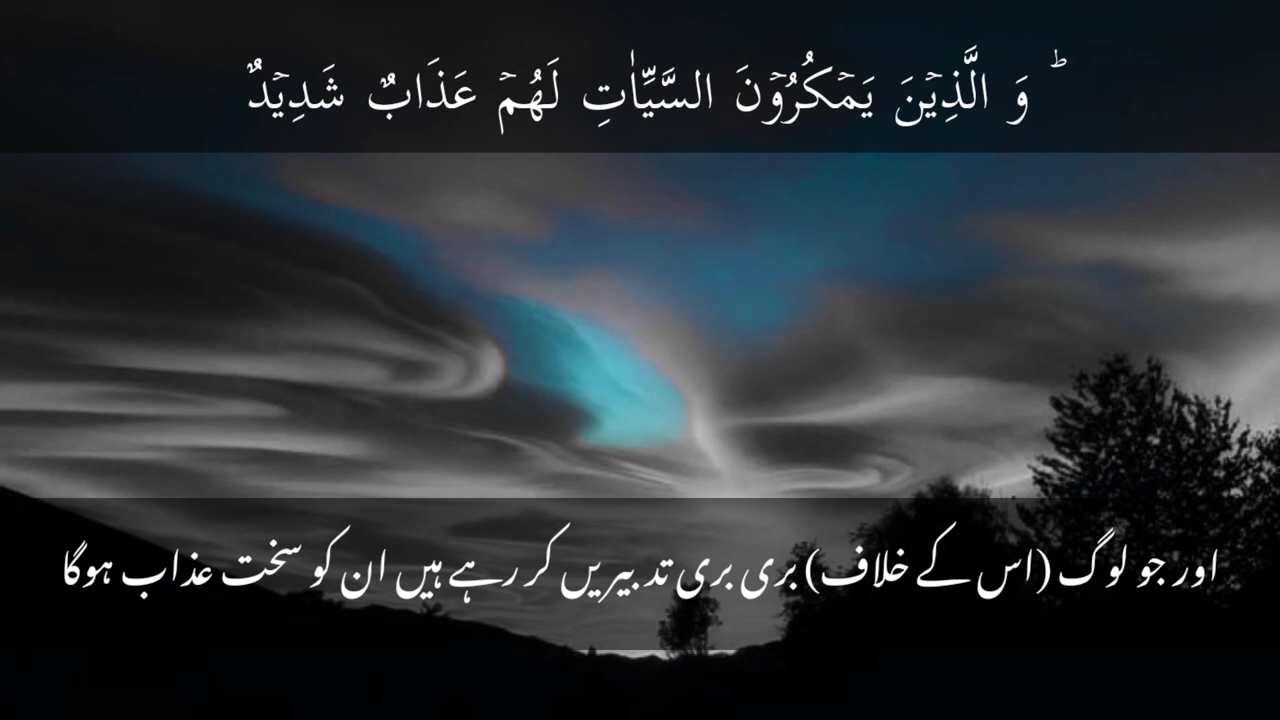 ؕ وَ الَّذِیۡنَ یَمۡکُرُوۡنَ السَّیِّاٰتِ لَهُمۡ عَذَابٌ شَدِیۡدٌ
اور جو لوگ (اس کے خلاف) بری بری تدبیریں کر رہے ہیں ان کو سخت عذاب ہوگا